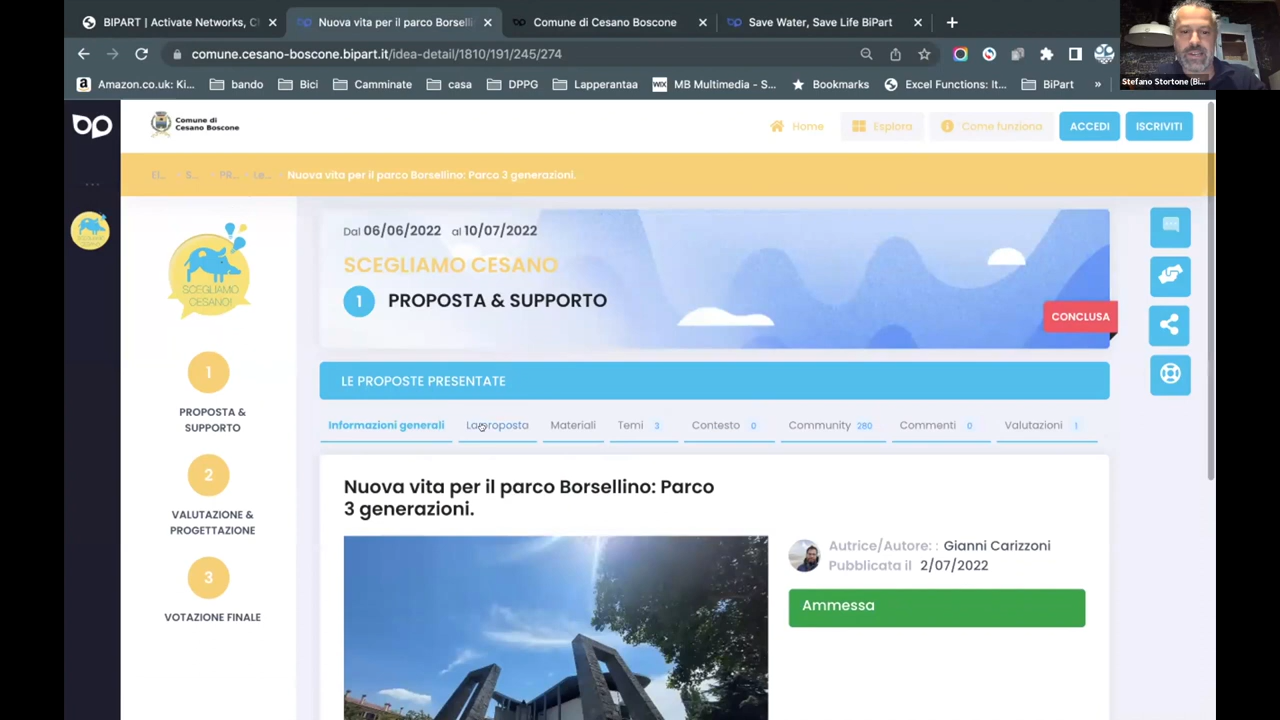 BIPART | Activate Networks, C
Nuova vita per il parco Borselli
Comune di Cesano Boscone
Save Water, Save Life BiPart
comune.cesano-boscone.bipart.it/idea-detail/1810/191/245/274
Amazon.co.uk: Ki...
bando
Bici
Camminate
casa
DPPG
Lapperantaa
WIX
MB Multimedia - S...
Bookmarks
Excel Functions: It...
BiPart
»
Stefano Stortone (Bi...
Comune di
Cesano Boscone
Home
Esplora
Come funziona
ACCEDI
ISCRIVITI
S...
PR...
Le...
Nuova vita per il parco Borsellino: Parco 3 generazioni.
SCEGLIAMO
CESANO!
Dal 06/06/2022 al 10/07/2022
SCEGLIAMO CESANO
1 PROPOSTA & SUPPORTO
CONCLUSA
1
PROPOSTA &
SUPPORTO
2
VALUTAZIONE &
PROGETTAZIONE
3
VOTAZIONE FINALE
LE PROPOSTE PRESENTATE
Informazioni generali
La proposta
Materiali
Temi 3
Contesto 0
Community 280
Commenti 0
Valutazioni 1
Nuova vita per il parco Borsellino: Parco
3 generazioni.
Autrice/Autore: : Gianni Carizzoni
Pubblicata il 2/07/2022
Ammessa